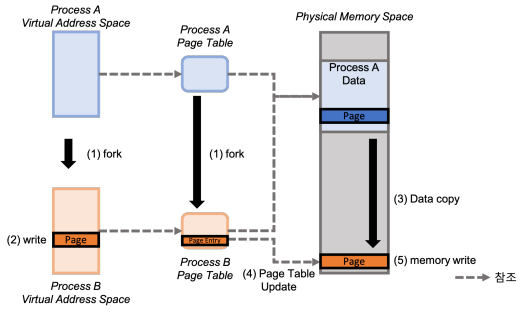 Process A
Virtual Address Space
Process A
Page Table
Physical Memory Space
Process A
Data
Page
(1) fork
(1) fork
(3) Data copy
(2) write
Page
Page Entry
Process B
Page Table
(4) Page Table
Update
Page
(5) memory write
참조
Process B
Virtual Address Space